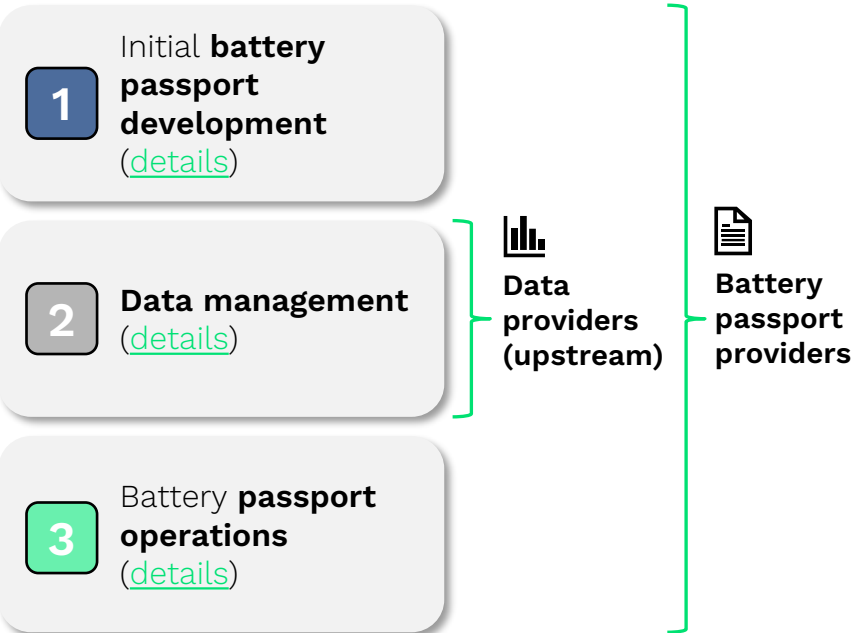 1
Initial battery
passport
development
(details)
2
Data management
(details)
3
Battery passport
operations
(details)
Data
providers
(upstream)
Battery
passport
providers